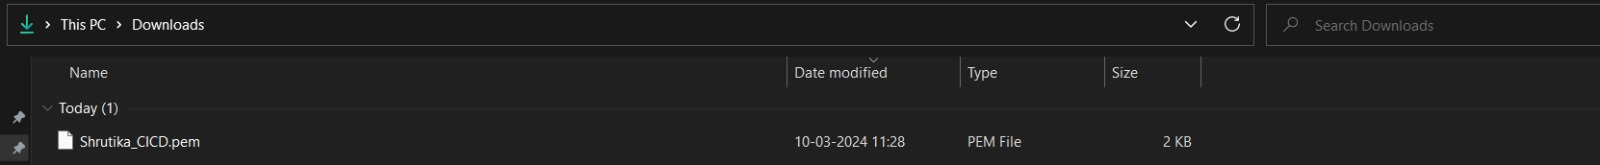 This PC > Downloads
Search Downloads
Name Date modified Type Size
Today (1)
Shrutika_CICD.pem 10-03-2024 11:28 PEM File 2 KB